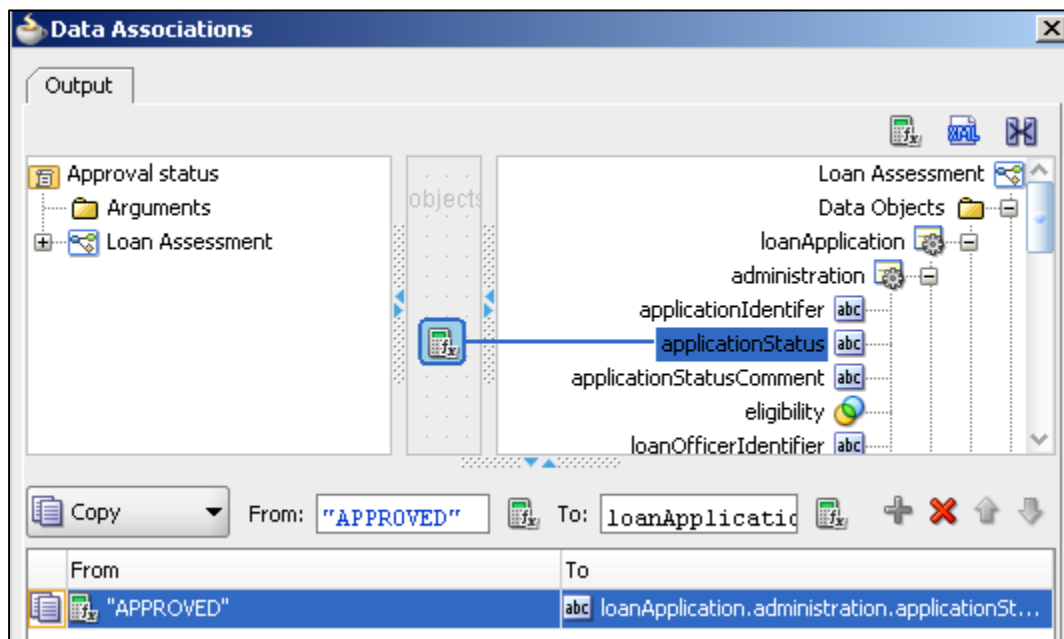 Data Associations
Output
Approval status
Arguments
Loan Assessment
objects
Loan Assessment
Data Objects
loanApplication
administration
applicationIdentifer
applicationStatus
applicationStatusComment
eligibility
loanOfficerIdentifier
Copy From: "APPROVED" To: loanApplicatic
From To
"APPROVED" loanApplication.administration.applicationSt...